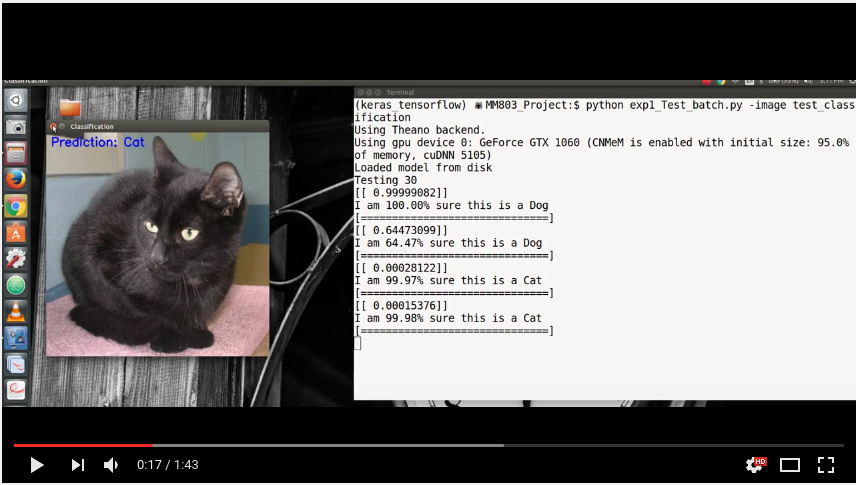 Classification
Terminal
(keras_tensorflow) MM803_Project:$ python exp1_Test_batch.py -image test_class
ification
Using Theano backend.
Using gpu device 0: GeForce GTX 1060 (CNMeM is enabled with initial size: 95.0%
of memory, cuDNN 5105)
Loaded model from disk
Testing 30
[[ 0.99999082]]
I am 100.00% sure this is a Dog
[==============================]
[[ 0.64473099]]
I am 64.47% sure this is a Dog
[==============================]
[[ 0.00028122]]
I am 99.97% sure this is a Cat
[==============================]
[[ 0.00015376]]
I am 99.98% sure this is a Cat
[==============================]
Classification
Prediction: Cat
0:17 / 1:43
HD